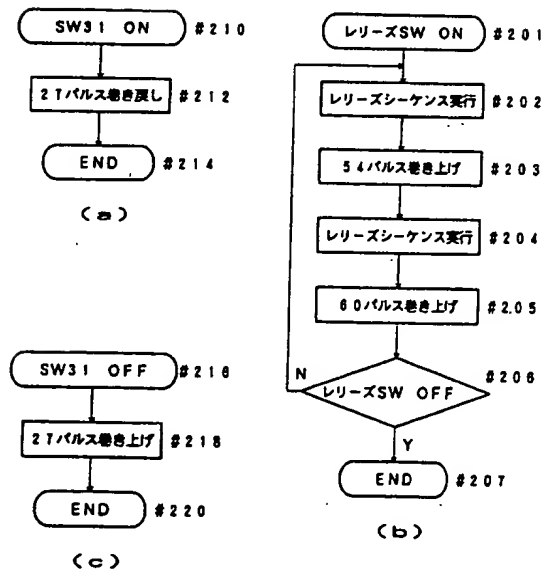 SW31 ON #210
27パルス巻き戻し #212
END #214
(a)
SW31 OFF #216
27パルス巻き上げ #218
END #220
(c)
レリーズSW ON #201
レリーズシーケンス実行 #202
54パルス巻き上げ #203
レリーズシーケンス実行 #204
60パルス巻き上げ #205
N レリーズSW OFF #206
Y
END #207
(b)